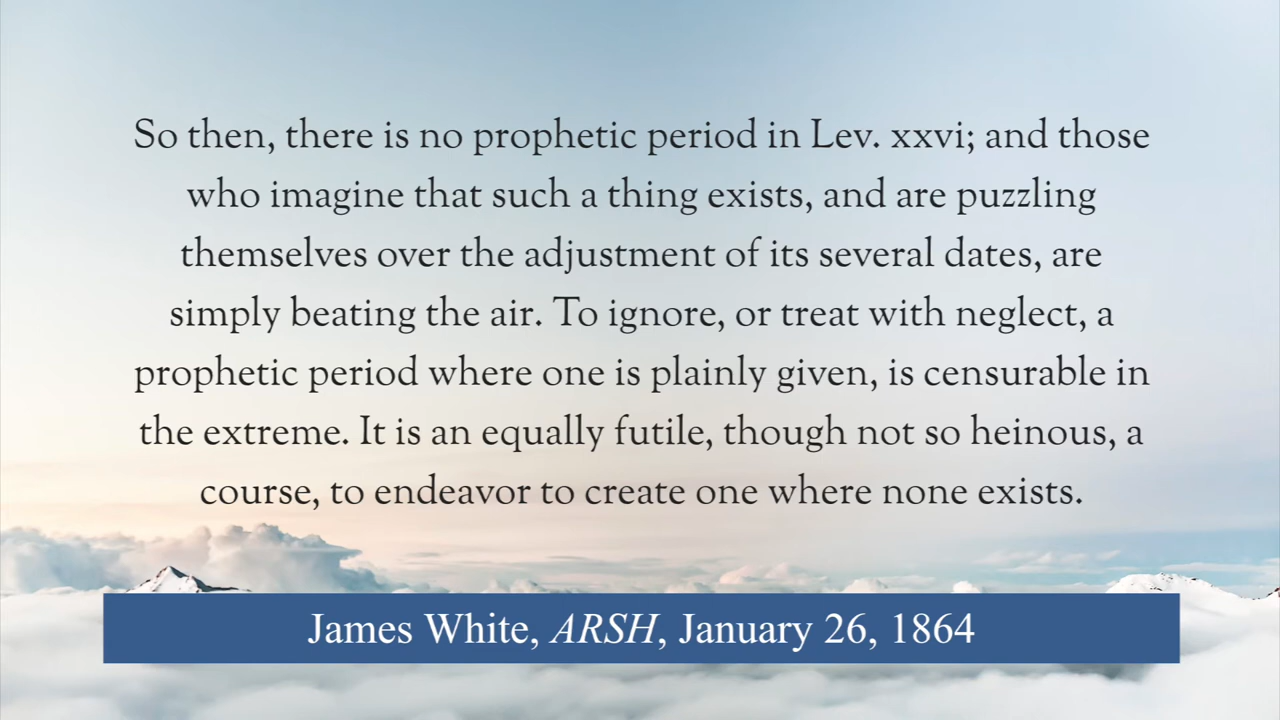 So then, there is no prophetic period in Lev. xxvi; and those
who imagine that such a thing exists, and are puzzling
themselves over the adjustment of its several dates, are
simply beating the air. To ignore, or treat with neglect, a
prophetic period where one is plainly given, is censurable in
the extreme. It is an equally futile, though not so heinous, a
course, to endeavor to create one where none exists.
James White, ARSH, January 26, 1864